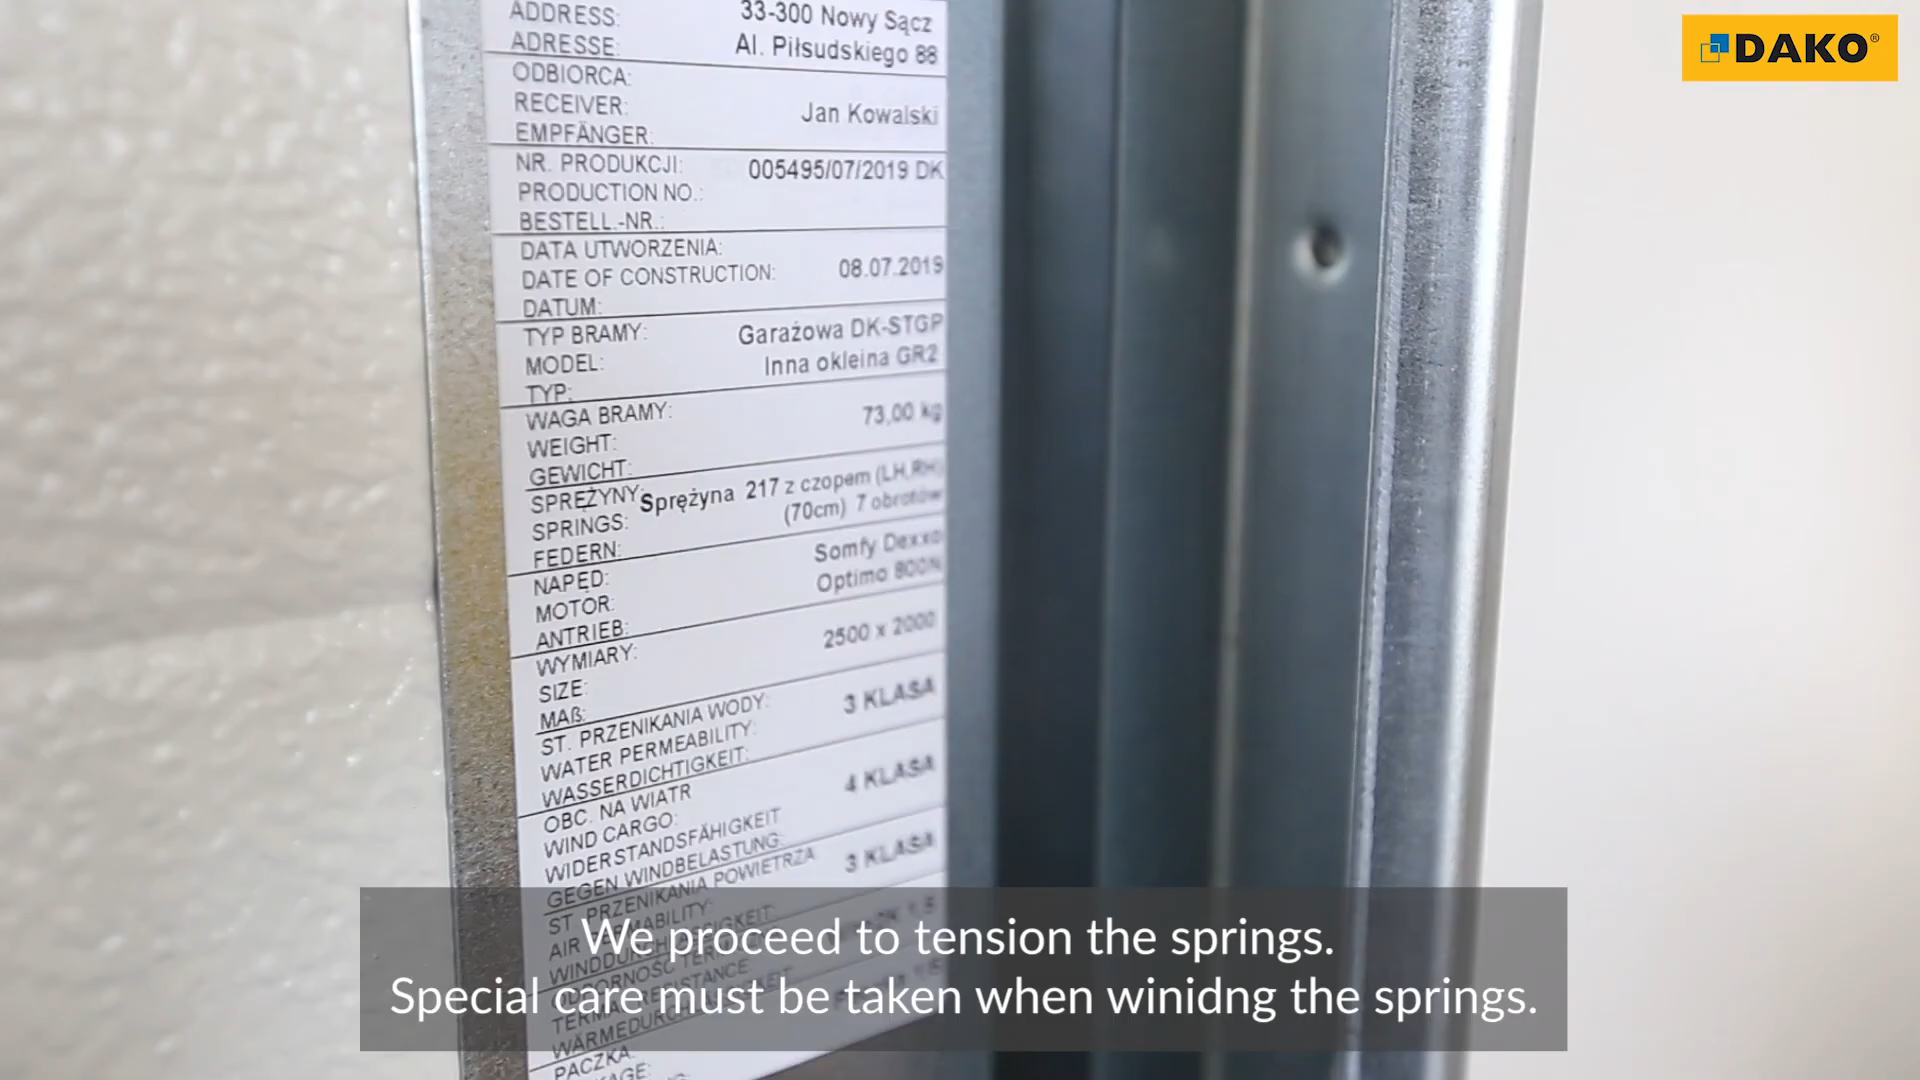 DAKO®
ADDRESS: 33-300 Nowy Sącz
ADRESSE: Al. Piłsudskiego 88
ODBIORCA:
RECEIVER: Jan Kowalski
EMPFÄNGER:
NR. PRODUKCJI: 005495/07/2019 DK
PRODUCTION NO.:
BESTELL.-NR.:
DATA UTWORZENIA:
DATE OF CONSTRUCTION: 08.07.2019
DATUM:
TYP BRAMY: Garażowa DK-STGP
MODEL: Inna okleina GR2
TYP:
WAGA BRAMY: 73,00 kg
WEIGHT:
GEWICHT:
SPRĘŻYNY: Sprężyna 217 z czopem (LH,RH)
SPRINGS: (70cm) 7 obrotów
FEDERN:
NAPĘD: Somfy Dexxo
MOTOR: Optimo 800N
ANTRIEB:
WYMIARY: 2500 x 2000
SIZE:
MAß:
ST. PRZENIKANIA WODY: 3 KLASA
WATER PERMEABILITY:
WASSERDICHTIGKEIT:
OBC. NA WIATR 4 KLASA
WIND CARGO:
WIDERSTANDSFÄHIGKEIT
GEGEN WINDBELASTUNG:
ST. PRZENIKANIA POWIETRZA 3 KLASA
AIR
PACZKA:
We proceed to tension the springs.
Special care must be taken when winidng the springs.